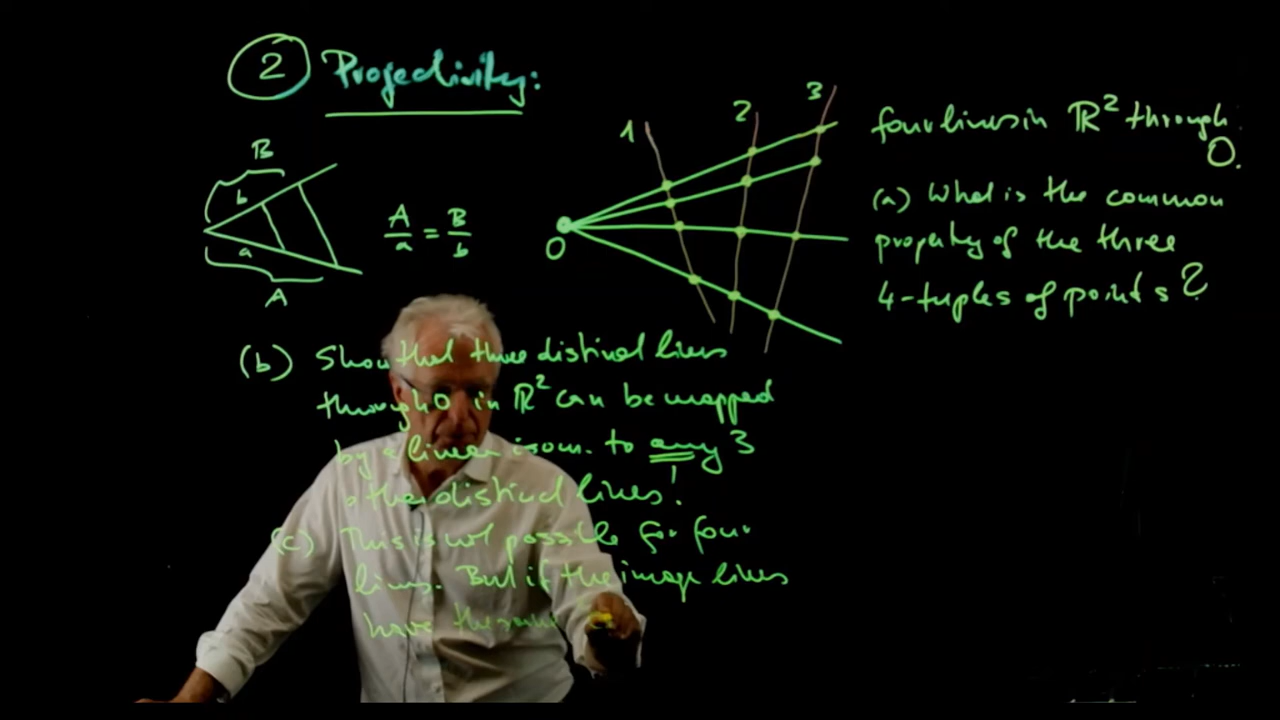 2 Projectivity:
B
b
a
A
A/a = B/b
1 2 3
O
four lines in ℝ² through
O.
(a) What is the common
property of the three
4-tuples of points?
(b) Show that three distinct lines
through O in ℝ² can be mapped
by a linear isom. to any 3
other distinct lines.
(c) This is not possible for four
lines. But if the image lines
have the same